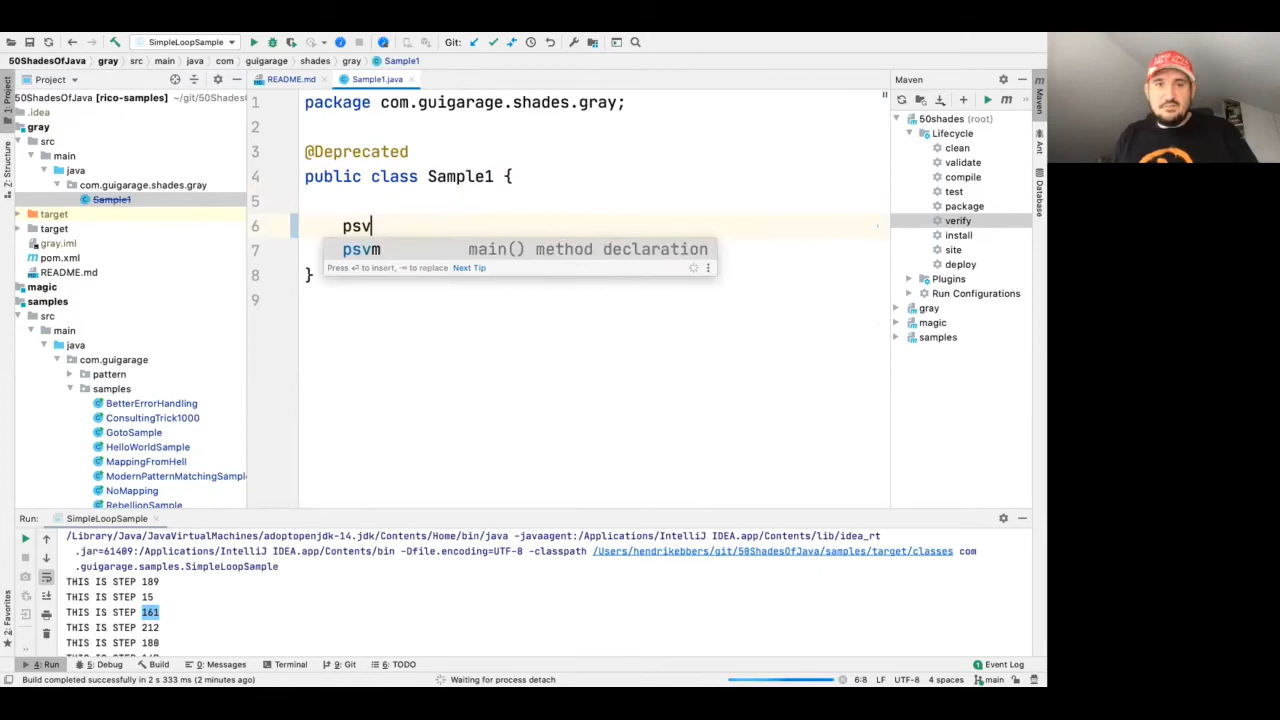 SimpleLoopSample
Git:
50ShadesOfJava
gray
src
main
java
com
guigarage
shades
gray
Sample1
Project
README.md
Sample1.java
1: Project
Z: Structure
2: Favorites
50ShadesOfJava [rico-samples] ~/git/50Shades
.idea
gray
src
main
java
com.guigarage.shades.gray
Sample1
target
target
gray.iml
pom.xml
README.md
magic
samples
src
main
java
com.guigarage
pattern
samples
BetterErrorHandling
ConsultingTrick1000
GotoSample
HelloWorldSample
MappingFromHell
ModernPatternMatchingSampl
NoMapping
RebellionSample
1 package com.guigarage.shades.gray;
2
3 @Deprecated
4 public class Sample1 {
5
6 psv
psvm main() method declaration
Press ↩ to insert, ⇥ to replace Next Tip
7
8 }
9
Maven
50shades (root)
Lifecycle
clean
validate
compile
test
package
verify
install
site
deploy
Plugins
Run Configurations
gray
magic
samples
Maven
Ant
Database
Run:
SimpleLoopSample
/Library/Java/JavaVirtualMachines/adoptopenjdk-14.jdk/Contents/Home/bin/java -javaagent:/Applications/IntelliJ IDEA.app/Contents/lib/idea_rt
.jar=61409:/Applications/IntelliJ IDEA.app/Contents/bin -Dfile.encoding=UTF-8 -classpath /Users/hendrikebbers/git/50ShadesOfJava/samples/target/classes com
.guigarage.samples.SimpleLoopSample
THIS IS STEP 189
THIS IS STEP 15
THIS IS STEP 161
THIS IS STEP 212
THIS IS STEP 180
4: Run
5: Debug
Build
0: Messages
Terminal
9: Git
6: TODO
1 Event Log
Build completed successfully in 2 s 333 ms (2 minutes ago)
Waiting for process detach
6:8
LF
UTF-8
4 spaces
main